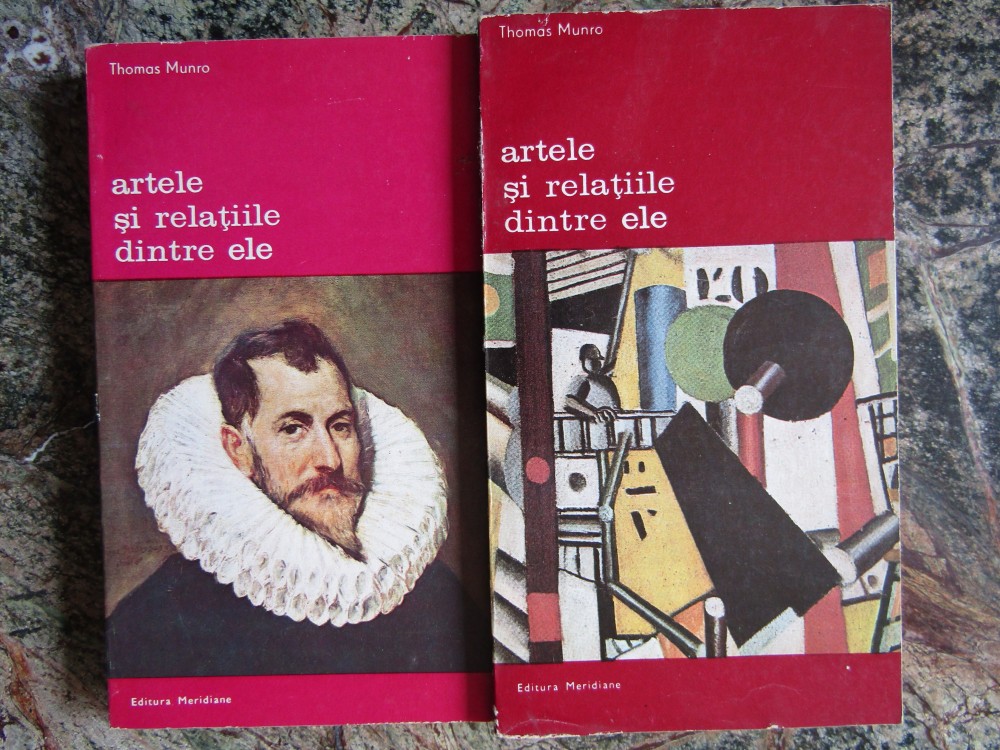 Thomas Munro
artele
şi relaţiile
dintre ele
Editura Meridiane
Thomas Munro
artele
şi relaţiile
dintre ele
Editura Meridiane